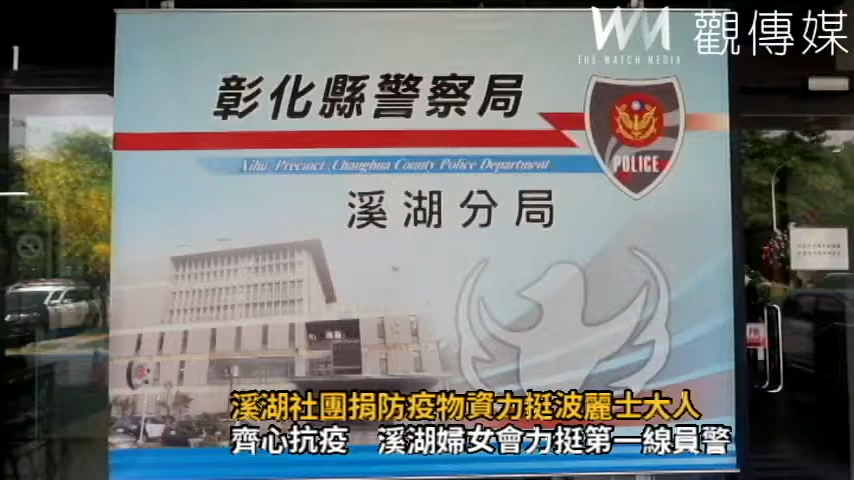 WM 觀傳媒
THE WATCH MEDIA
彰化縣警察局
Xihu Precinct, Changhua County Police Department
POLICE
溪湖分局
溪湖社團捐防疫物資力挺波麗士大人
齊心抗疫 溪湖婦女會力挺第一線員警